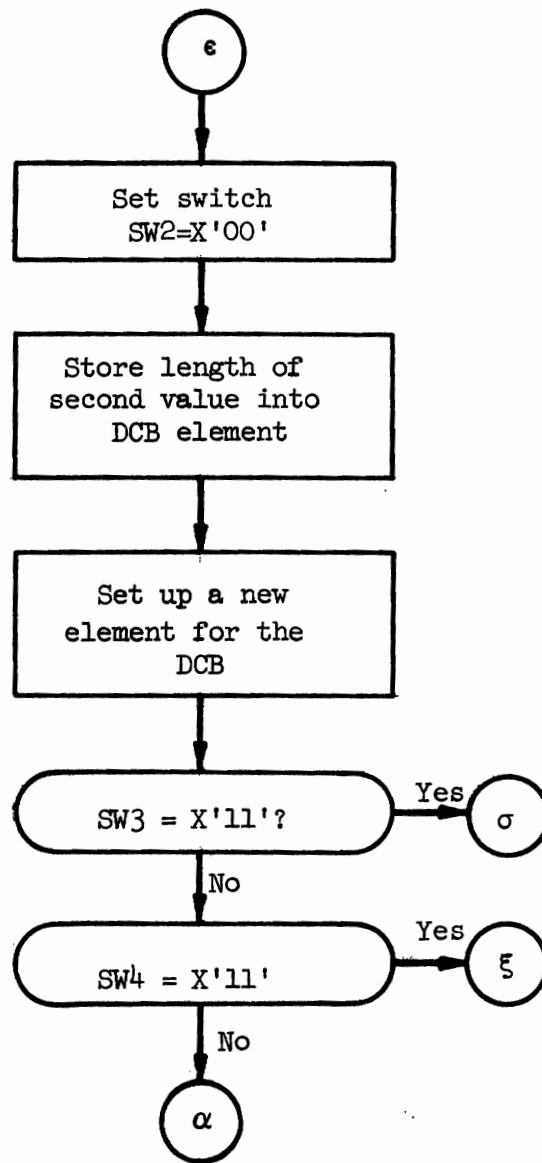 ϵ
Set switch
SW2=X'00'
Store length of
second value into
DCB element
Set up a new
element for the
DCB
SW3 = X'11'?
Yes
σ
No
SW4 = X'11'
Yes
ξ
No
α